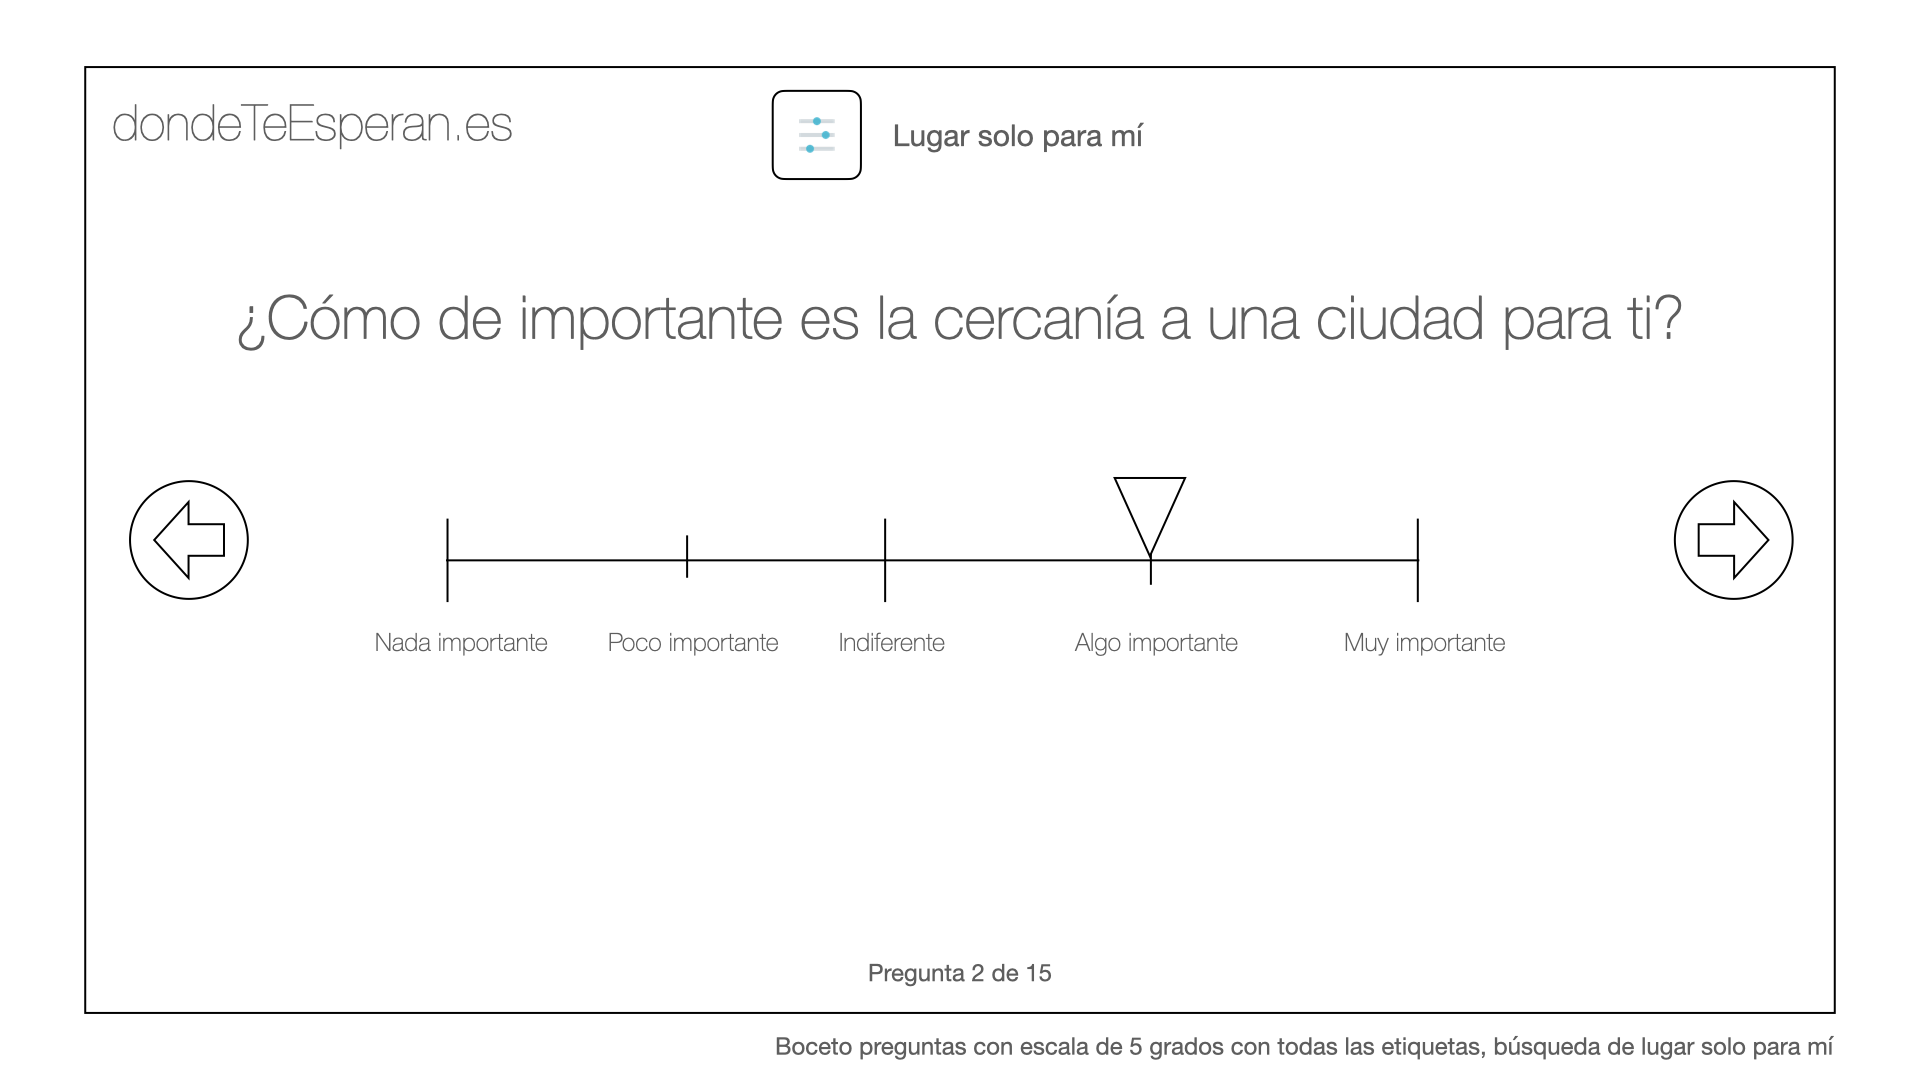 dondeTeEsperan.es
Lugar solo para mí
¿Cómo de importante es la cercanía a una ciudad para ti?
Nada importante
Poco importante
Indiferente
Algo importante
Muy importante
Pregunta 2 de 15
Boceto preguntas con escala de 5 grados con todas las etiquetas, búsqueda de lugar solo para mí